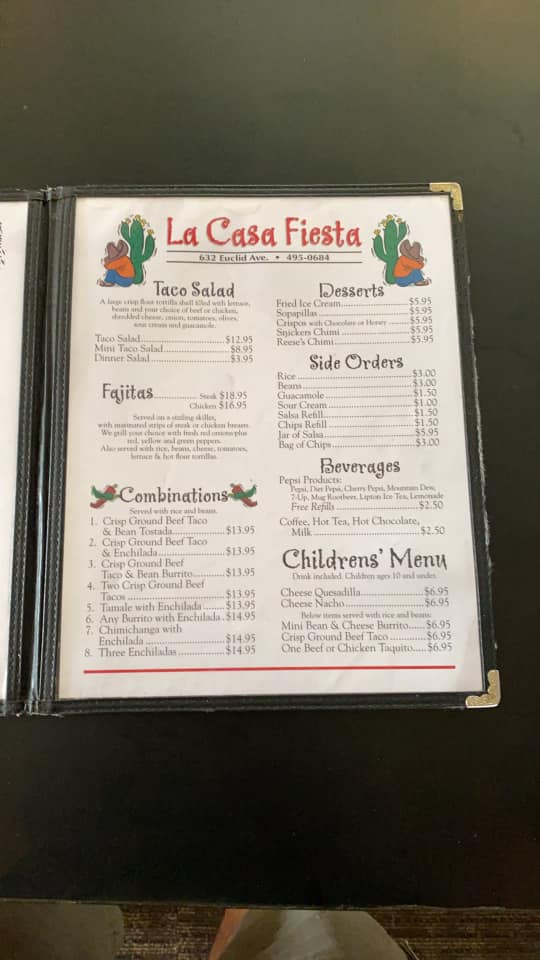 La Casa Fiesta
632 Euclid Ave. • 495-0684
Taco Salad
A large crisp flour tortilla shell filled with lettuce,
beans and your choice of beef or chicken,
shredded cheese, onion, tomatoes, olives,
sour cream and guacamole.
Taco Salad $12.95
Mini Taco Salad $8.95
Dinner Salad $3.95
Fajitas Steak $18.95
Chicken $16.95
Served on a sizzling skillet,
with marinated strips of steak or chicken breasts.
We grill your choice with fresh red onions plus
red, yellow and green peppers.
Also served with rice, beans, cheese, tomatoes,
lettuce & hot flour tortillas.
Combinations
Served with rice and beans.
1. Crisp Ground Beef Taco
& Bean Tostada $13.95
2. Crisp Ground Beef Taco
& Enchilada $13.95
3. Crisp Ground Beef
Taco & Bean Burrito $13.95
4. Two Crisp Ground Beef
Tacos $13.95
5. Tamale with Enchilada $13.95
6. Any Burrito with Enchilada $14.95
7. Chimichanga with
Enchilada $14.95
8. Three Enchiladas $14.95
Desserts
Fried Ice Cream $5.95
Sopapillas $5.95
Crispos with Chocolate or Honey $5.95
Snickers Chimi $5.95
Reese's Chimi $5.95
Side Orders
Rice $3.00
Beans $3.00
Guacamole $1.50
Sour Cream $1.00
Salsa Refill $1.50
Chips Refill $1.50
Jar of Salsa $5.95
Bag of Chips $3.00
Beverages
Pepsi Products:
Pepsi, Diet Pepsi, Cherry Pepsi, Mountain Dew,
7-Up, Mug Rootbeer, Lipton Ice Tea, Lemonade
Free Refills $2.50
Coffee, Hot Tea, Hot Chocolate,
Milk $2.50
Childrens' Menu
Drink included. Children ages 10 and under.
Cheese Quesadilla $6.95
Cheese Nacho $6.95
Below items served with rice and beans:
Mini Bean & Cheese Burrito $6.95
Crisp Ground Beef Taco $6.95
One Beef or Chicken Taquito $6.95